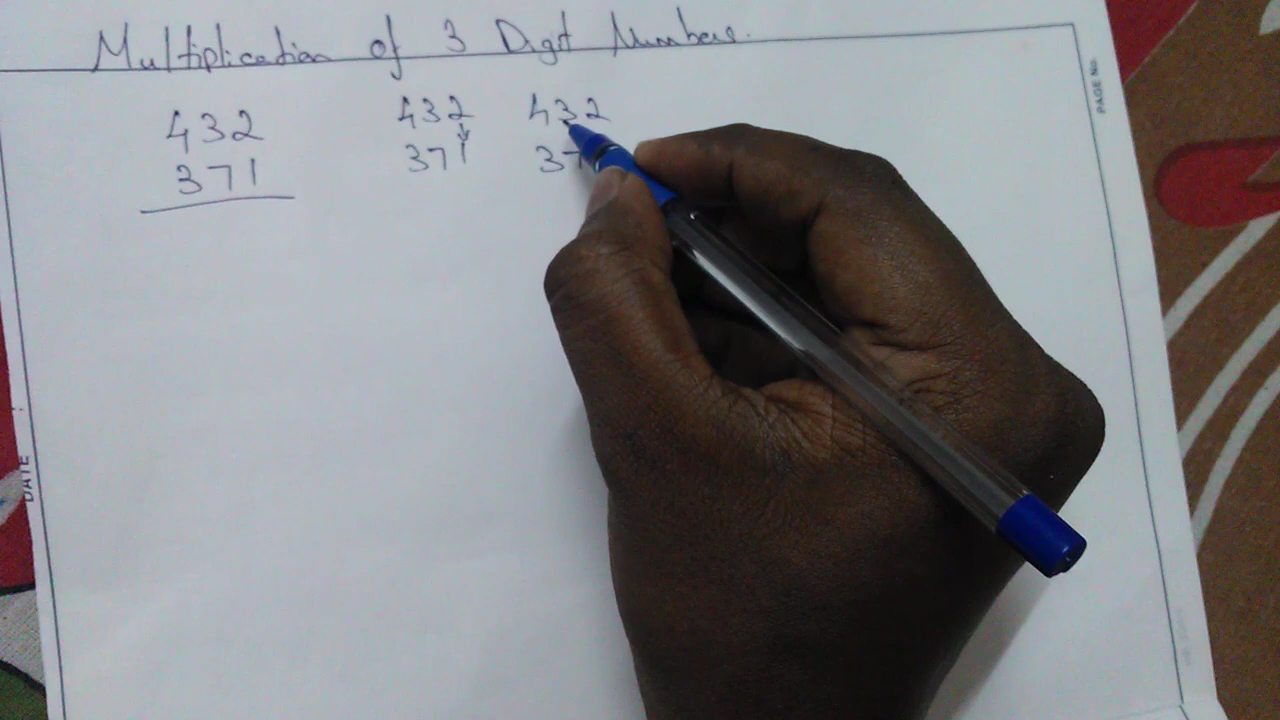 Multiplication of 3 Digit Numbers.
432 432 432
371 371 37
PAGE No.
DATE